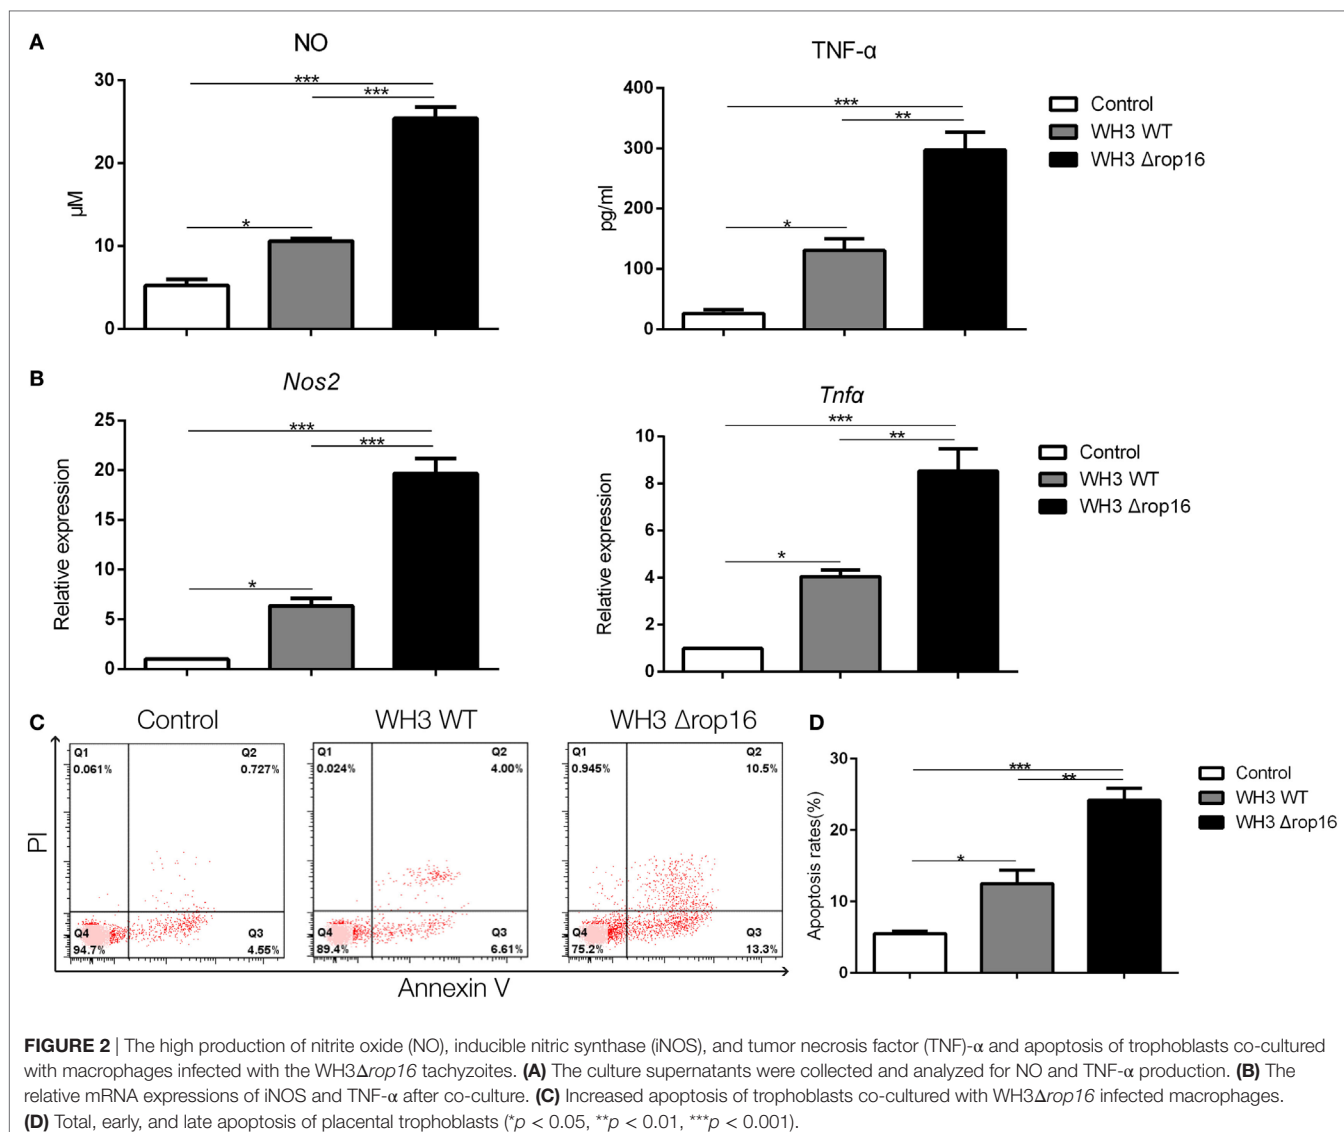 A
NO
TNF-α
30
20
10
0
µM
***
***
*
400
300
200
100
0
pg/ml
***
**
*
Control
WH3 WT
WH3 Δrop16
B
Nos2
Tnfα
25
20
15
10
5
0
Relative expression
***
***
*
10
8
6
4
2
0
Relative expression
***
**
*
Control
WH3 WT
WH3 Δrop16
C
Control
WH3 WT
WH3 Δrop16
PI
Q1
0.061%
Q2
0.727%
Q4
94.7%
Q3
4.55%
Q1
0.024%
Q2
4.00%
Q4
89.4%
Q3
6.61%
Q1
0.945%
Q2
10.5%
Q4
75.2%
Q3
13.3%
Annexin V
D
30
20
10
0
Apoptosis rates(%)
***
**
*
Control
WH3 WT
WH3 Δrop16
FIGURE 2 | The high production of nitrite oxide (NO), inducible nitric synthase (iNOS), and tumor necrosis factor (TNF)-α and apoptosis of trophoblasts co-cultured
with macrophages infected with the WH3Δrop16 tachyzoites. (A) The culture supernatants were collected and analyzed for NO and TNF-α production. (B) The
relative mRNA expressions of iNOS and TNF-α after co-culture. (C) Increased apoptosis of trophoblasts co-cultured with WH3Δrop16 infected macrophages.
(D) Total, early, and late apoptosis of placental trophoblasts (*p < 0.05, **p < 0.01, ***p < 0.001).